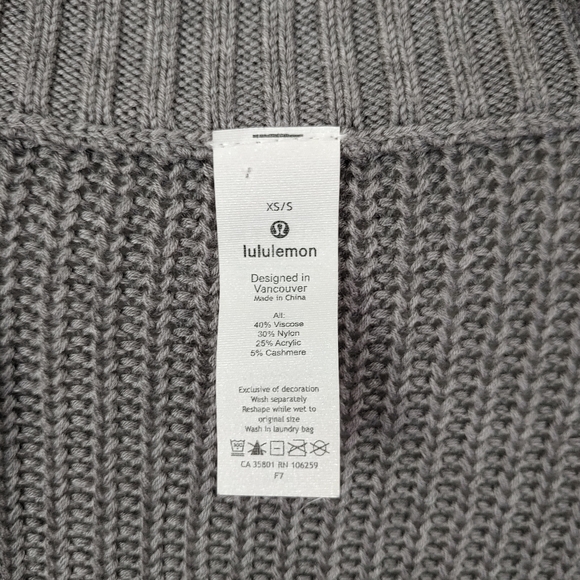 XS/S
lululemon
Designed in
Vancouver
Made in China
All:
40% Viscose
30% Nylon
25% Acrylic
5% Cashmere
Exclusive of decoration
Wash separately
Reshape while wet to
original size
Wash in laundry bag
CA 35801 RN 106259
F7